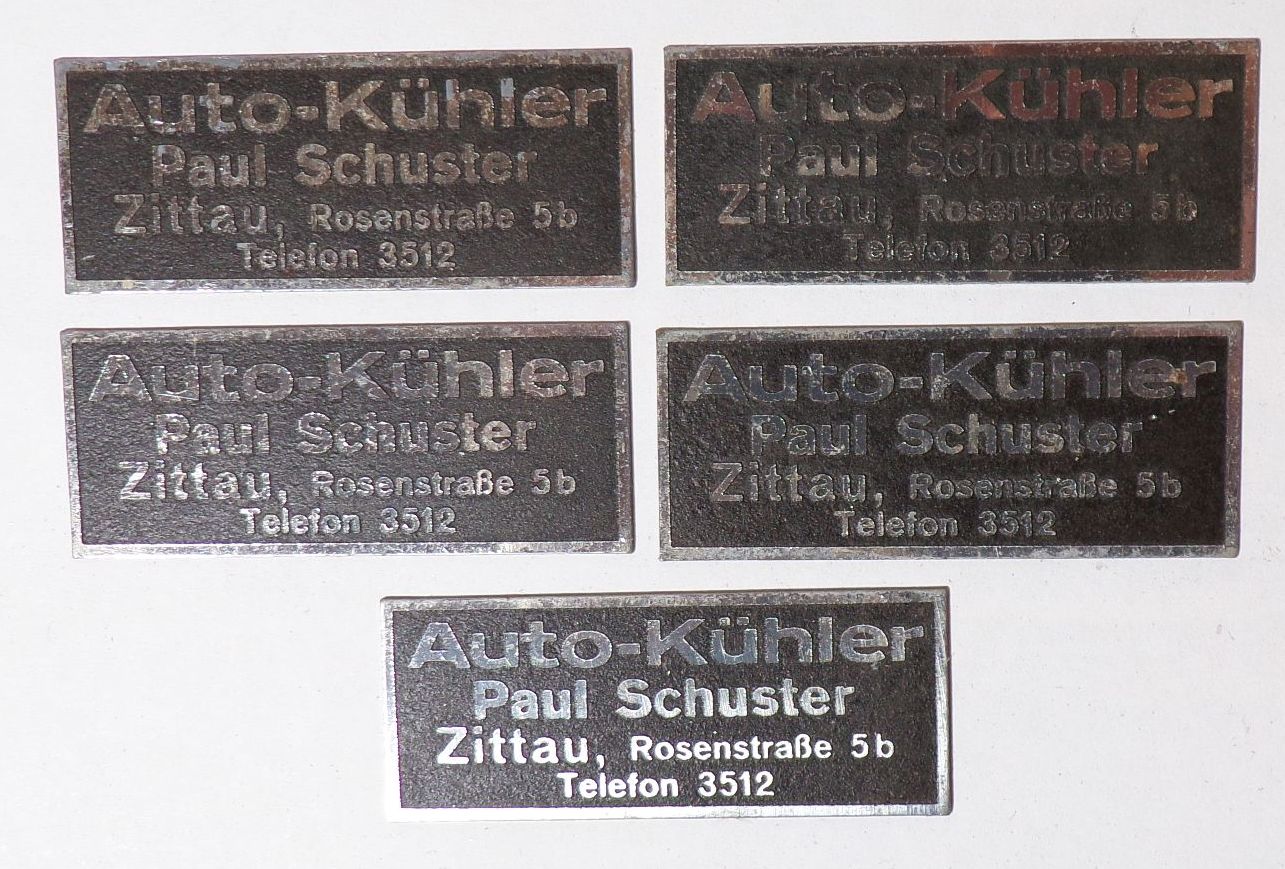 Auto-Kühler
Paul Schuster
Zittau, Rosenstraße 5b
Telefon 3512
Auto-Kühler
Paul Schuster
Zittau, Rosenstraße 5b
Telefon 3512
Auto-Kühler
Paul Schuster
Zittau, Rosenstraße 5b
Telefon 3512
Auto-Kühler
Paul Schuster
Zittau, Rosenstraße 5b
Telefon 3512
Auto-Kühler
Paul Schuster
Zittau, Rosenstraße 5b
Telefon 3512